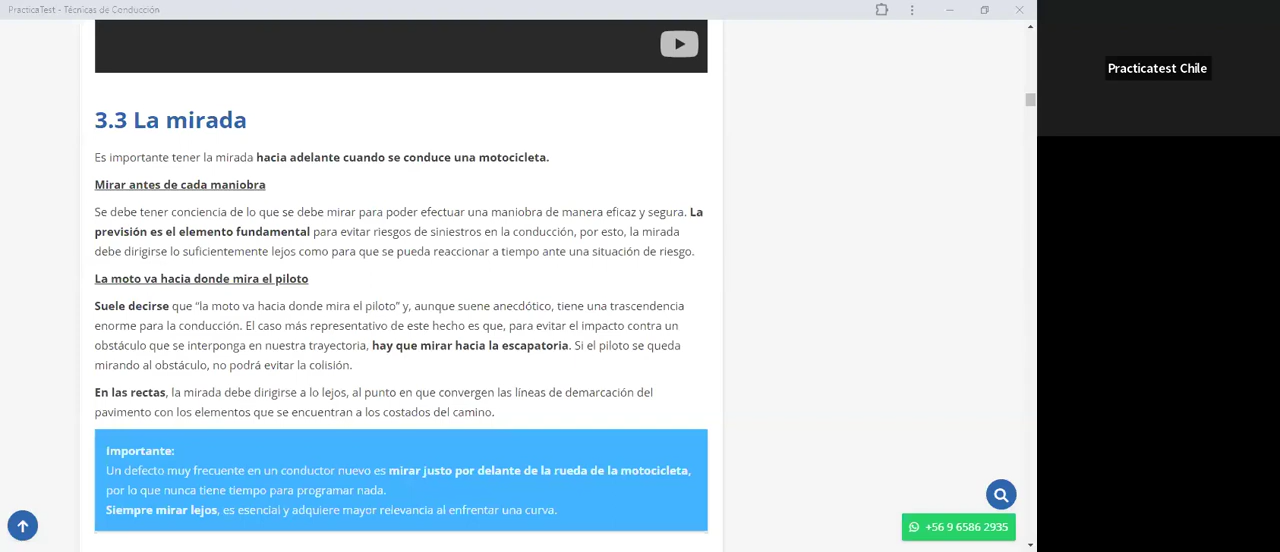 PracticaTest - Técnicas de Conducción
Practicatest Chile
3.3 La mirada
Es importante tener la mirada hacia adelante cuando se conduce una motocicleta.
Mirar antes de cada maniobra
Se debe tener conciencia de lo que se debe mirar para poder efectuar una maniobra de manera eficaz y segura. La
previsión es el elemento fundamental para evitar riesgos de siniestros en la conducción, por esto, la mirada
debe dirigirse lo suficientemente lejos como para que se pueda reaccionar a tiempo ante una situación de riesgo.
La moto va hacia donde mira el piloto
Suele decirse que “la moto va hacia donde mira el piloto” y, aunque suene anecdótico, tiene una trascendencia
enorme para la conducción. El caso más representativo de este hecho es que, para evitar el impacto contra un
obstáculo que se interponga en nuestra trayectoria, hay que mirar hacia la escapatoria. Si el piloto se queda
mirando al obstáculo, no podrá evitar la colisión.
En las rectas, la mirada debe dirigirse a lo lejos, al punto en que convergen las líneas de demarcación del
pavimento con los elementos que se encuentran a los costados del camino.
Importante:
Un defecto muy frecuente en un conductor nuevo es mirar justo por delante de la rueda de la motocicleta,
por lo que nunca tiene tiempo para programar nada.
Siempre mirar lejos, es esencial y adquiere mayor relevancia al enfrentar una curva.
+56 9 6586 2935